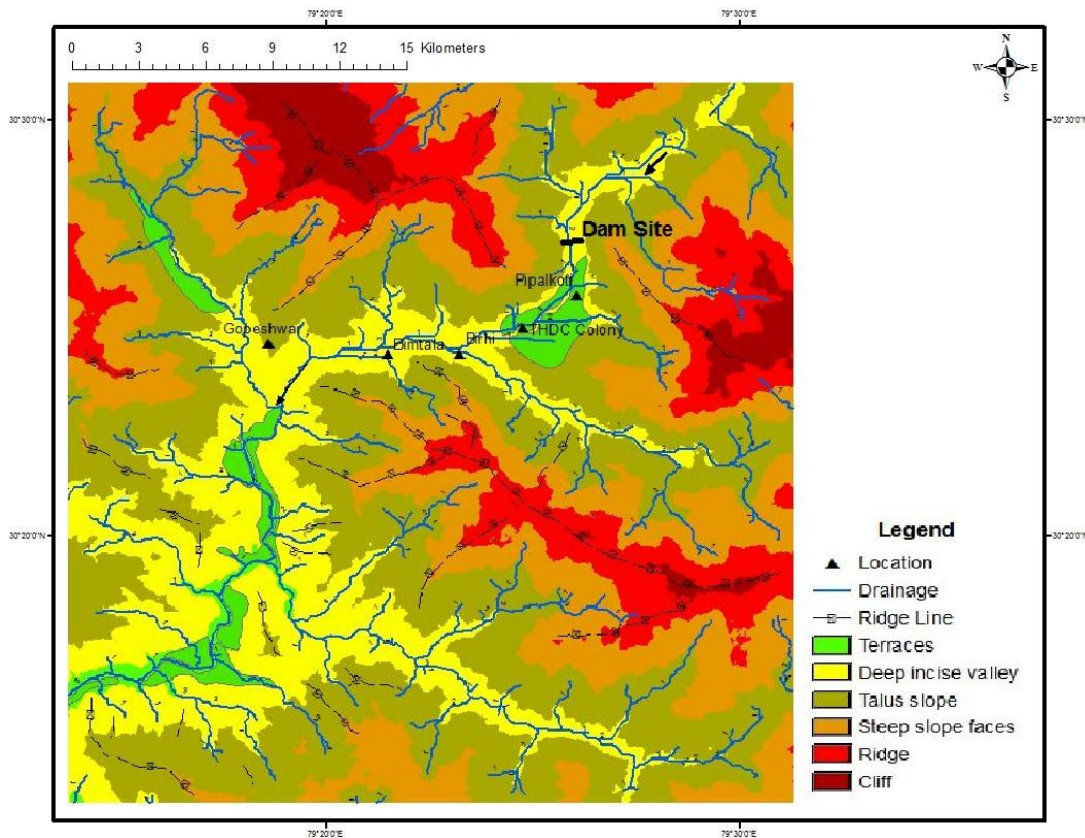 79°20'0"E 79°30'0"E
0 3 6 9 12 15 Kilometers
N
W E
S
30°30'0"N 30°30'0"N
Dam Site
Pipalkoti
THDC Colony
Gopeshwar
Birhi
Bimtala
30°20'0"N 30°20'0"N
Legend
Location
Drainage
Ridge Line
Terraces
Deep incise valley
Talus slope
Steep slope faces
Ridge
Cliff
79°20'0"E 79°30'0"E